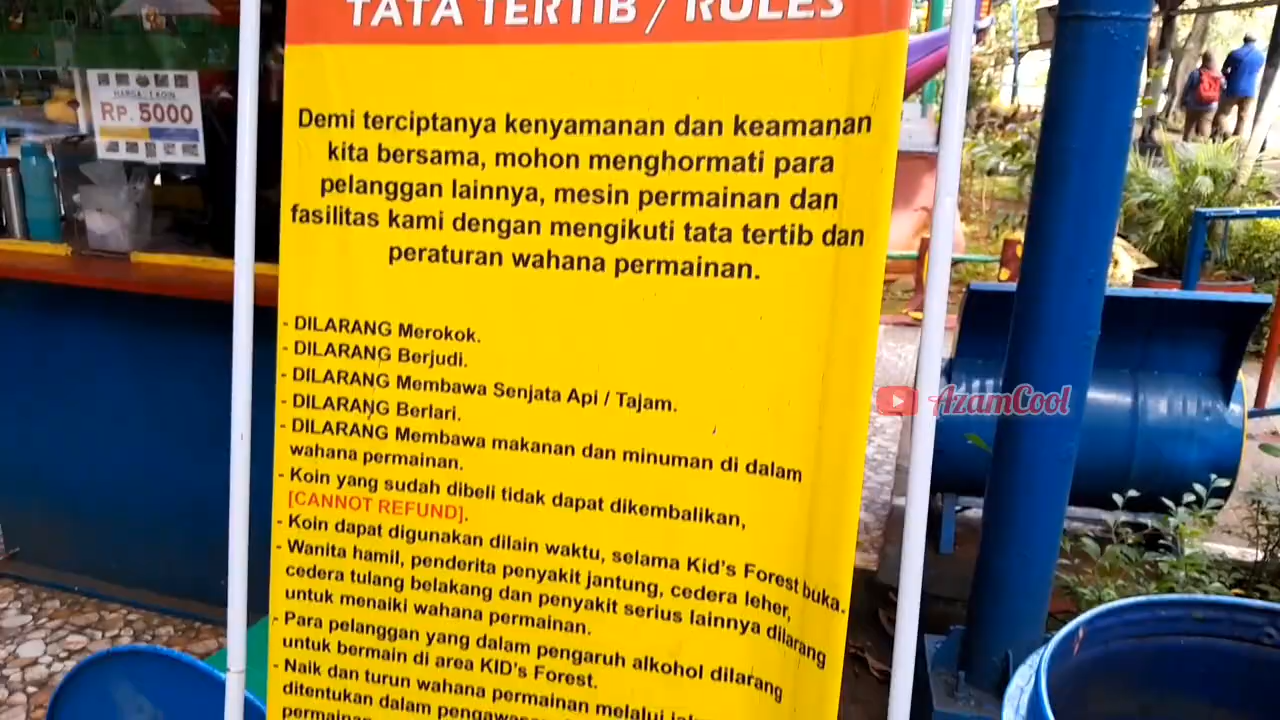 TATA TERTIB / RULES
HARGA 1 KOIN
RP. 5000
Demi terciptanya kenyamanan dan keamanan
kita bersama, mohon menghormati para
pelanggan lainnya, mesin permainan dan
fasilitas kami dengan mengikuti tata tertib dan
peraturan wahana permainan.
- DILARANG Merokok.
- DILARANG Berjudi.
- DILARANG Membawa Senjata Api / Tajam.
- DILARANG Berlari.
- DILARANG Membawa makanan dan minuman di dalam
wahana permainan.
- Koin yang sudah dibeli tidak dapat dikembalikan,
[CANNOT REFUND].
- Koin dapat digunakan dilain waktu, selama Kid's Forest buka.
- Wanita hamil, penderita penyakit jantung, cedera leher,
cedera tulang belakang dan penyakit serius lainnya dilarang
untuk menaiki wahana permainan.
- Para pelanggan yang dalam pengaruh alkohol dilarang
untuk bermain di area KID's Forest.
- Naik dan turun wahana permainan melalui
ditentukan dalam
AzamCool